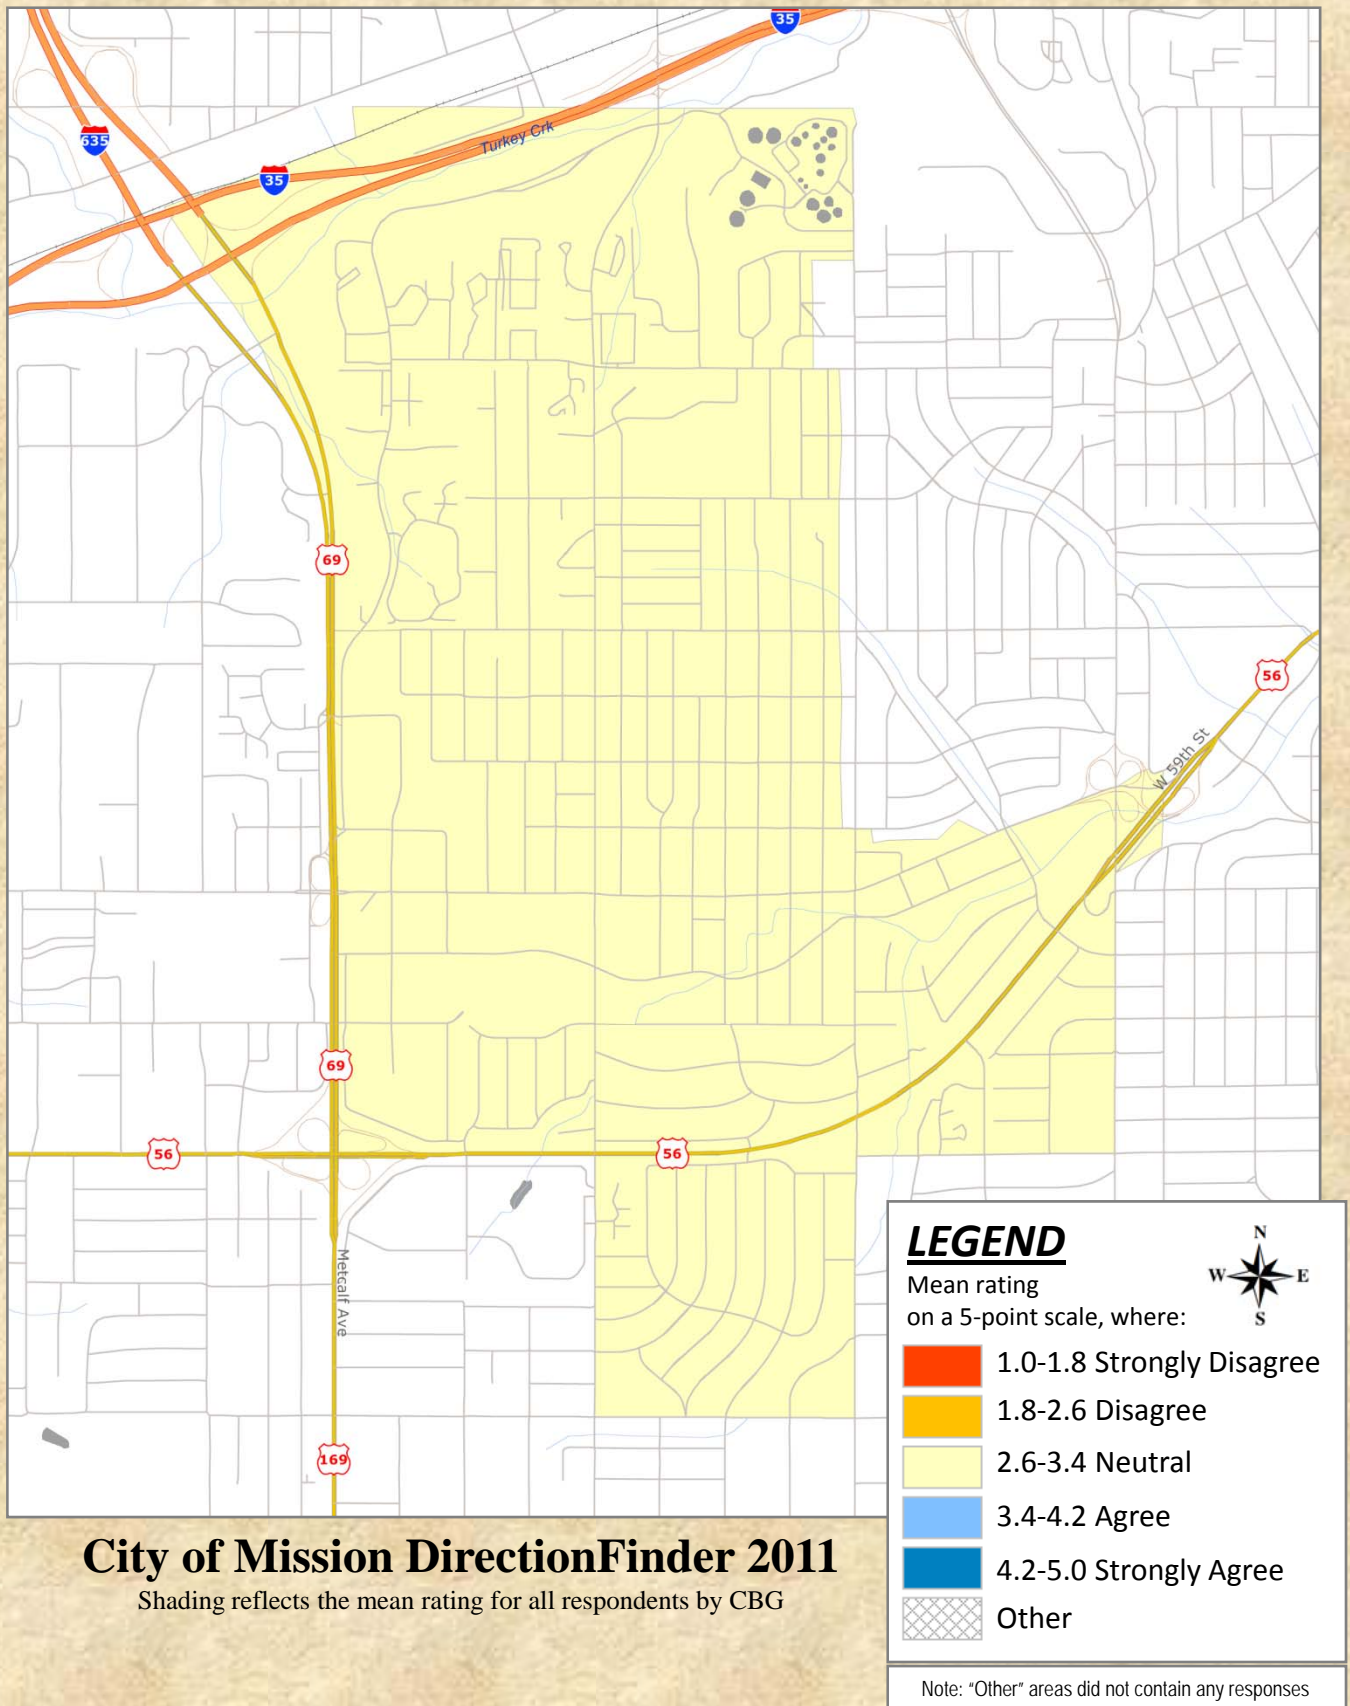 35
635
Turkey Crk
35
69
56
W 59th St
69
56
56
Metcalf Ave
169
LEGEND
N
W E
S
Mean rating
on a 5-point scale, where:
1.0-1.8 Strongly Disagree
1.8-2.6 Disagree
2.6-3.4 Neutral
3.4-4.2 Agree
4.2-5.0 Strongly Agree
Other
City of Mission DirectionFinder 2011
Shading reflects the mean rating for all respondents by CBG
Note: “Other” areas did not contain any responses